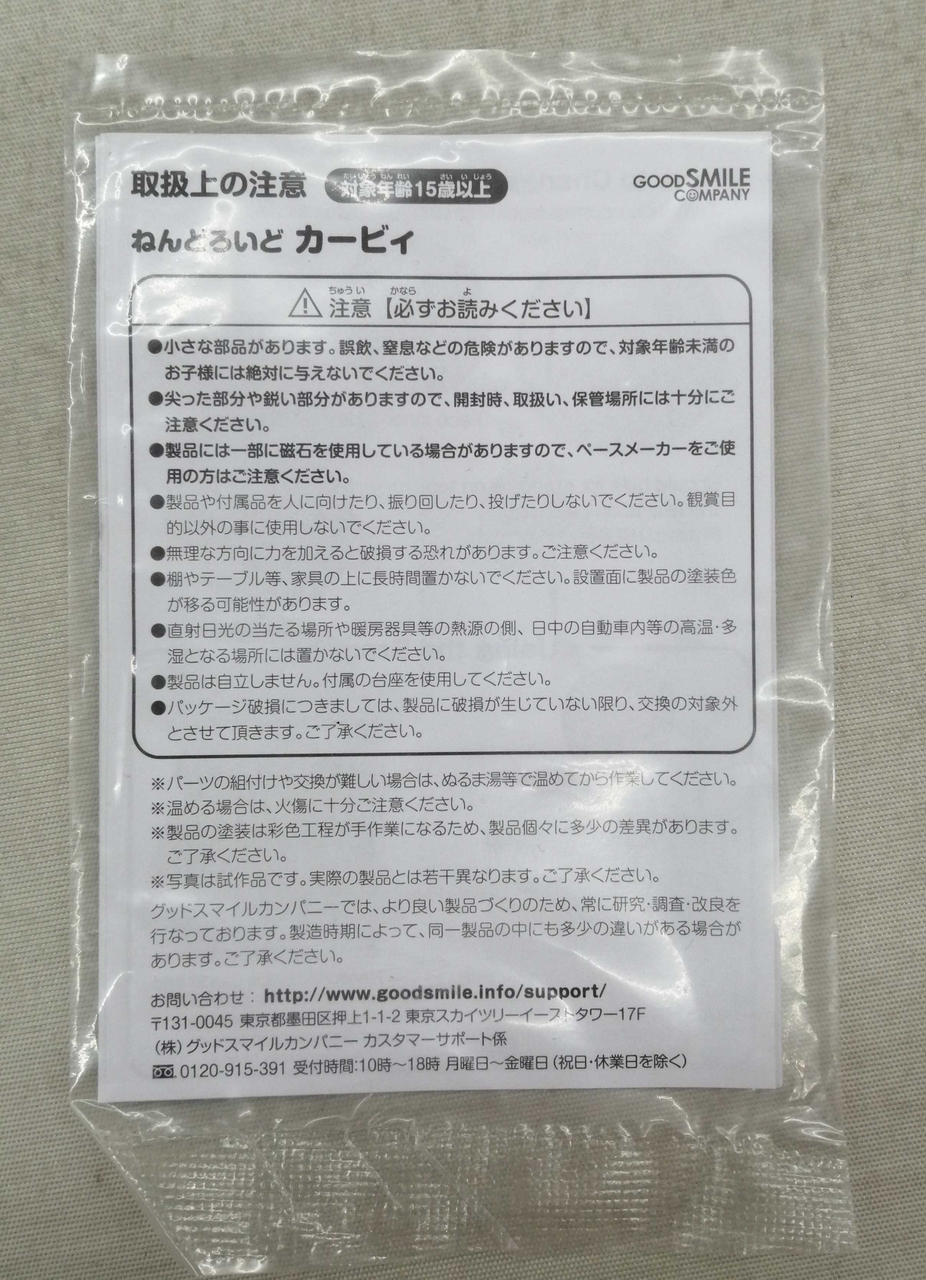 取扱上の注意 対象年齢15歳以上
たいしょうねんれい さいいじょう
GOODSMILE COMPANY
ねんどろいど カービィ
ちゅうい かなら よ
⚠注意【必ずお読みください】
●小さな部品があります。誤飲、窒息などの危険がありますので、対象年齢未満の
お子様には絶対に与えないでください。
●尖った部分や鋭い部分がありますので、開封時、取扱い、保管場所には十分にご
注意ください。
●製品には一部に磁石を使用している場合がありますので、ペースメーカーをご使
用の方はご注意ください。
●製品や付属品を人に向けたり、振り回したり、投げたりしないでください。観賞目
的以外の事に使用しないでください。
●無理な方向に力を加えると破損する恐れがあります。ご注意ください。
●棚やテーブル等、家具の上に長時間置かないでください。設置面に製品の塗装色
が移る可能性があります。
●直射日光の当たる場所や暖房器具等の熱源の側、日中の自動車内等の高温・多
湿となる場所には置かないでください。
●製品は自立しません。付属の台座を使用してください。
●パッケージ破損につきましては、製品に破損が生じていない限り、交換の対象外
とさせて頂きます。ご了承ください。
※パーツの組付けや交換が難しい場合は、ぬるま湯等で温めてから作業してください。
※温める場合は、火傷に十分ご注意ください。
※製品の塗装は彩色工程が手作業になるため、製品個々に多少の差異があります。
ご了承ください。
※写真は試作品です。実際の製品とは若干異なります。ご了承ください。
グッドスマイルカンパニーでは、より良い製品づくりのため、常に研究・調査・改良を
行なっております。製造時期によって、同一製品の中にも多少の違いがある場合が
あります。ご了承ください。
お問い合わせ：http://www.goodsmile.info/support/
〒131-0045 東京都墨田区押上1-1-2 東京スカイツリーイーストタワー17F
（株）グッドスマイルカンパニー カスタマーサポート係
0120-915-391 受付時間:10時〜18時 月曜日〜金曜日（祝日・休業日を除く）